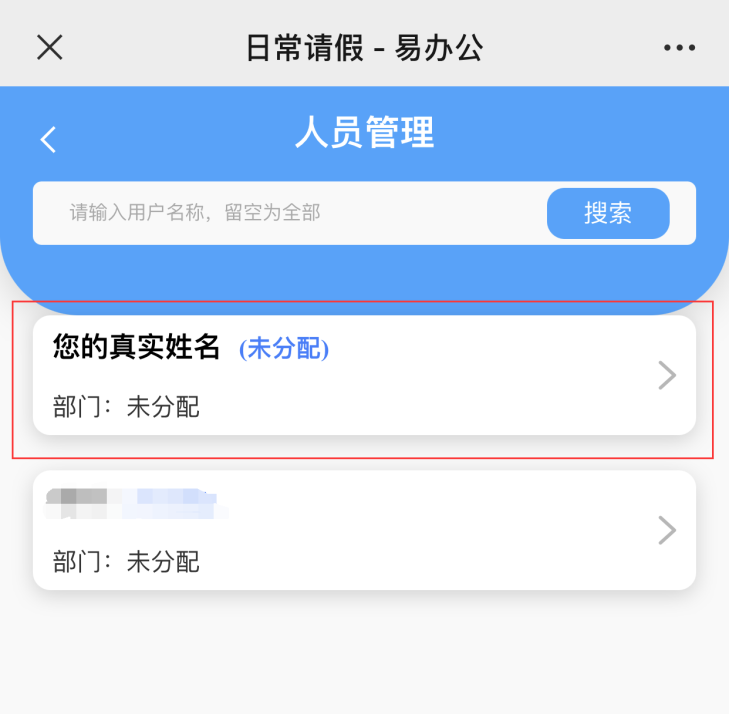 日常请假 - 易办公
人员管理
请输入用户名称，留空为全部
搜索
您的真实姓名 (未分配)
部门：未分配
部门：未分配